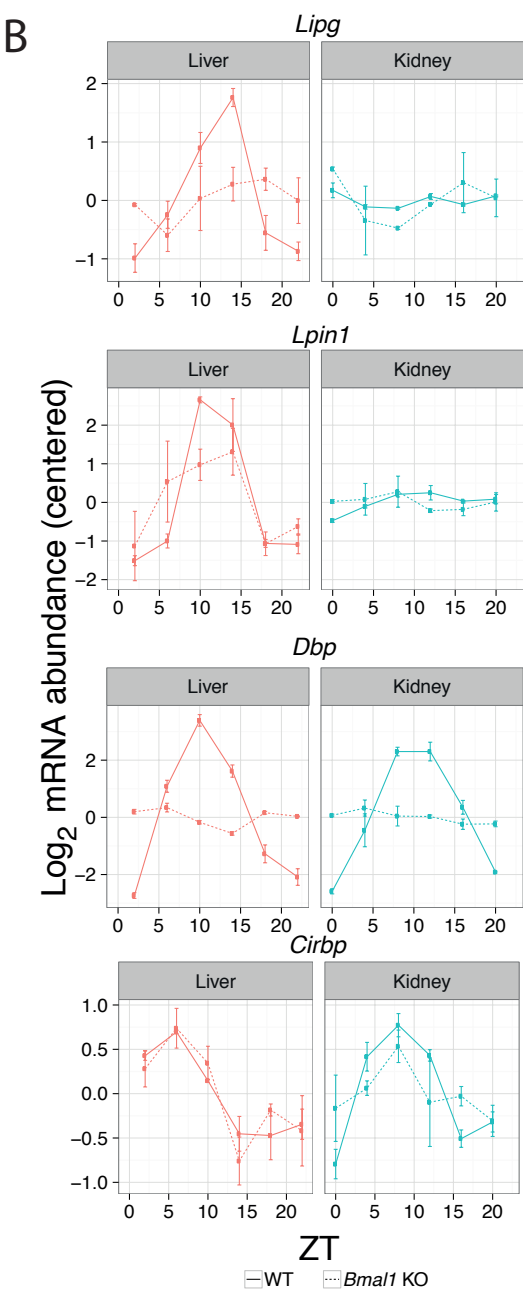 B
Lipg
Liver Kidney
2
1
0
−1
0 5 10 15 20 0 5 10 15 20
Lpin1
Liver Kidney
2
1
0
−1
−2
0 5 10 15 20 0 5 10 15 20
Dbp
Liver Kidney
2
0
−2
0 5 10 15 20 0 5 10 15 20
Cirbp
Liver Kidney
1.0
0.5
0.0
−0.5
−1.0
0 5 10 15 20 0 5 10 15 20
Log2 mRNA abundance (centered)
ZT
WT Bmal1 KO